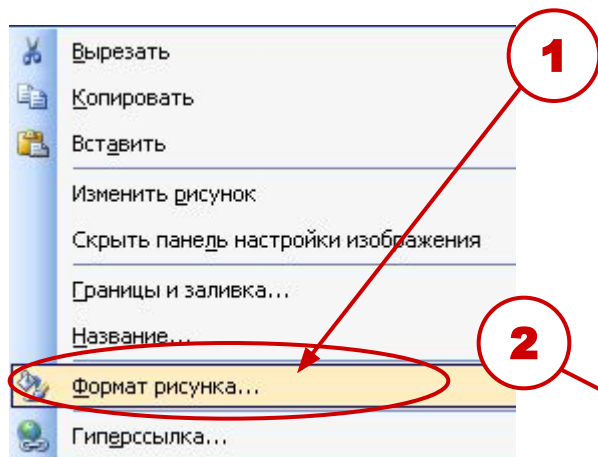 1
Вырезать
Копировать
Вставить
Изменить рисунок
Скрыть панель настройки изображения
Границы и заливка...
Название...
2
Формат рисунка...
Гиперссылка...